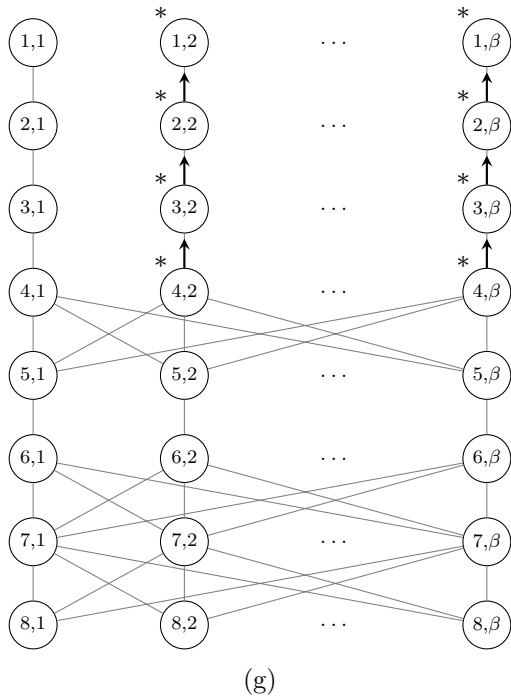 * *
1,1 1,2 ... 1,β
* *
2,1 2,2 ... 2,β
* *
3,1 3,2 ... 3,β
* *
4,1 4,2 ... 4,β
5,1 5,2 ... 5,β
6,1 6,2 ... 6,β
7,1 7,2 ... 7,β
8,1 8,2 ... 8,β
(g)